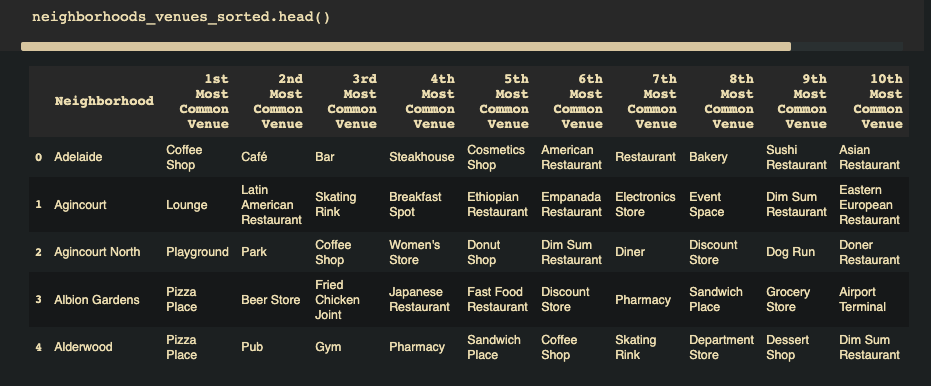 neighborhoods_venues_sorted.head()
Neighborhood 1st Most Common Venue 2nd Most Common Venue 3rd Most Common Venue 4th Most Common Venue 5th Most Common Venue 6th Most Common Venue 7th Most Common Venue 8th Most Common Venue 9th Most Common Venue 10th Most Common Venue
0 Adelaide Coffee Shop Café Bar Steakhouse Cosmetics Shop American Restaurant Restaurant Bakery Sushi Restaurant Asian Restaurant
1 Agincourt Lounge Latin American Restaurant Skating Rink Breakfast Spot Ethiopian Restaurant Empanada Restaurant Electronics Store Event Space Dim Sum Restaurant Eastern European Restaurant
2 Agincourt North Playground Park Coffee Shop Women's Store Donut Shop Dim Sum Restaurant Diner Discount Store Dog Run Doner Restaurant
3 Albion Gardens Pizza Place Beer Store Fried Chicken Joint Japanese Restaurant Fast Food Restaurant Discount Store Pharmacy Sandwich Place Grocery Store Airport Terminal
4 Alderwood Pizza Place Pub Gym Pharmacy Sandwich Place Coffee Shop Skating Rink Department Store Dessert Shop Dim Sum Restaurant